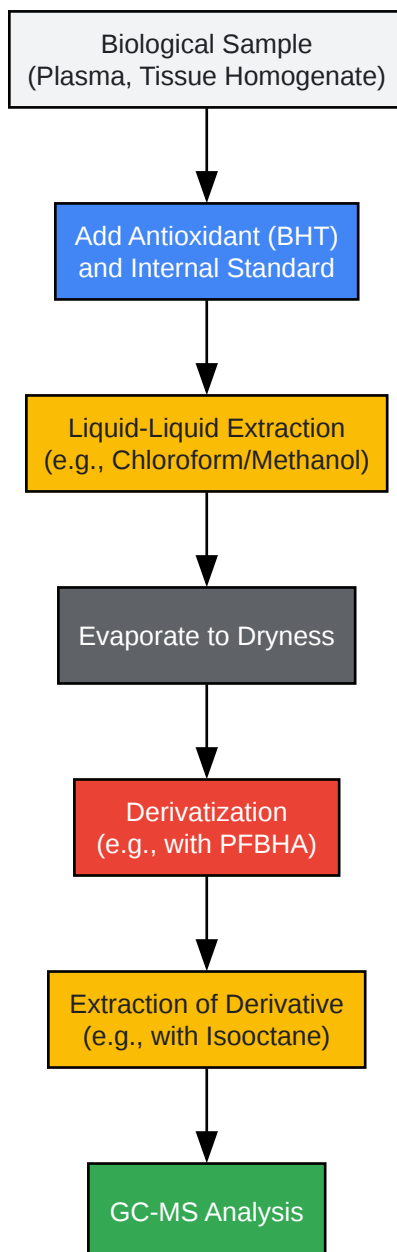 Biological Sample
(Plasma, Tissue Homogenate)
Add Antioxidant (BHT)
and Internal Standard
Liquid-Liquid Extraction
(e.g., Chloroform/Methanol)
Evaporate to Dryness
Derivatization
(e.g., with PFBHA)
Extraction of Derivative
(e.g., with Isooctane)
GC-MS Analysis